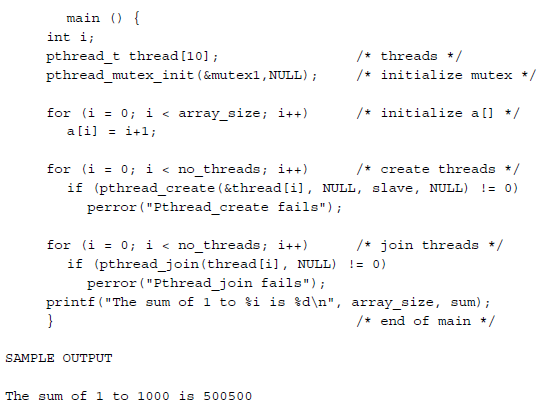 main () {
int i;
pthread_t thread[10]; /* threads */
pthread_mutex_init(&mutex1,NULL); /* initialize mutex */
for (i = 0; i < array_size; i++) /* initialize a[] */
a[i] = i+1;
for (i = 0; i < no_threads; i++) /* create threads */
if (pthread_create(&thread[i], NULL, slave, NULL) != 0)
perror("Pthread_create fails");
for (i = 0; i < no_threads; i++) /* join threads */
if (pthread_join(thread[i], NULL) != 0)
perror("Pthread_join fails");
printf("The sum of 1 to %i is %d\n", array_size, sum);
} /* end of main */
SAMPLE OUTPUT
The sum of 1 to 1000 is 500500